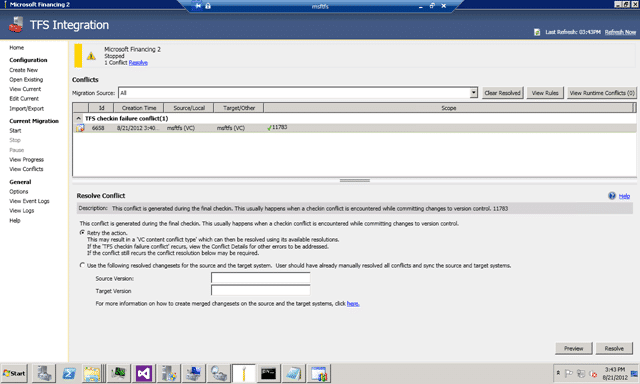 Microsoft Financing 2
msftfs
TFS Integration
Last Refresh: 03:43PM Refresh Now
Home
Configuration
Create New
Open Existing
View Current
Edit Current
Import/Export
Current Migration
Start
Stop
Pause
View Progress
View Conflicts
General
Options
View Event Logs
View Logs
Help
Microsoft Financing 2
Stopped
1 Conflict Resolve
Conflicts
Migration Source: All
Clear Resolved
View Rules
View Runtime Conflicts (0)
Id Creation Time Source/Local Target/Other Scope
TFS checkin failure conflict(1)
6658 8/21/2012 3:40... msftfs (VC) msftfs (VC) 11783
Resolve Conflict
Help
Description: This conflict is generated during the final checkin. This usually happens when a checkin conflict is encountered while committing changes to version control. 11783
This conflict is generated during the final checkin. This usually happens when a checkin conflict is encountered while committing changes to version control.
Retry the action.
This may result in a 'VC content conflict type' which can then be resolved using its available resolutions.
If the 'TFS checkin failure conflict' recurs, view the Conflict Details for other errors to be addressed.
If the conflict still recurs the conflict resolution below may be required.
Use the following resolved changesets for the source and the target system. User should have already manually resolved all conflicts and sync the source and target systems.
Source Version:
Target Version
For more information on how to create merged changesets on the source and the target systems, click here.
Preview
Resolve
Start
3:43 PM
8/21/2012